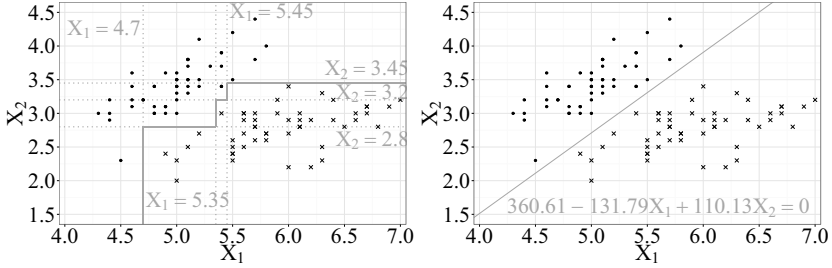 4.5
4.0
3.5
3.0
2.5
2.0
1.5
X2
X1 = 4.7
X1 = 5.45
X2 = 3.45
X2 = 3.2
X2 = 2.8
X1 = 5.35
4.0 4.5 5.0 5.5 6.0 6.5 7.0
X1
4.5
4.0
3.5
3.0
2.5
2.0
1.5
X2
360.61 − 131.79X1 + 110.13X2 = 0
4.0 4.5 5.0 5.5 6.0 6.5 7.0
X1